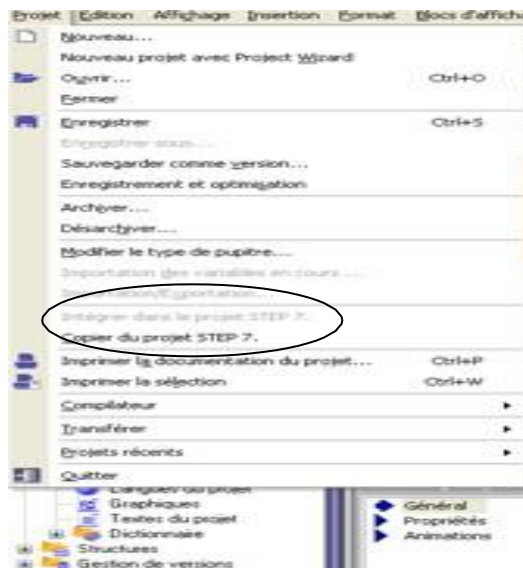 Projet Edition Affichage Insertion Format Blocs d'affich
Nouveau...
Nouveau projet avec Project Wizard
Ouvrir... Ctrl+O
Fermer
Enregistrer Ctrl+S
Enregistrer sous...
Sauvegarder comme version...
Enregistrement et optimisation
Archiver...
Désarchiver...
Modifier le type de pupitre...
Importation des variables en cours ...
Importation/Exportation...
Intégrer dans le projet STEP 7.
Copier du projet STEP 7.
Imprimer la documentation du projet... Ctrl+P
Imprimer la sélection Ctrl+W
Compilateur
Transférer
Projets récents
Quitter
Langues du projet
Graphiques
Textes du projet
Dictionnaire
Structures
Gestion de versions
Général
Propriétés
Animations